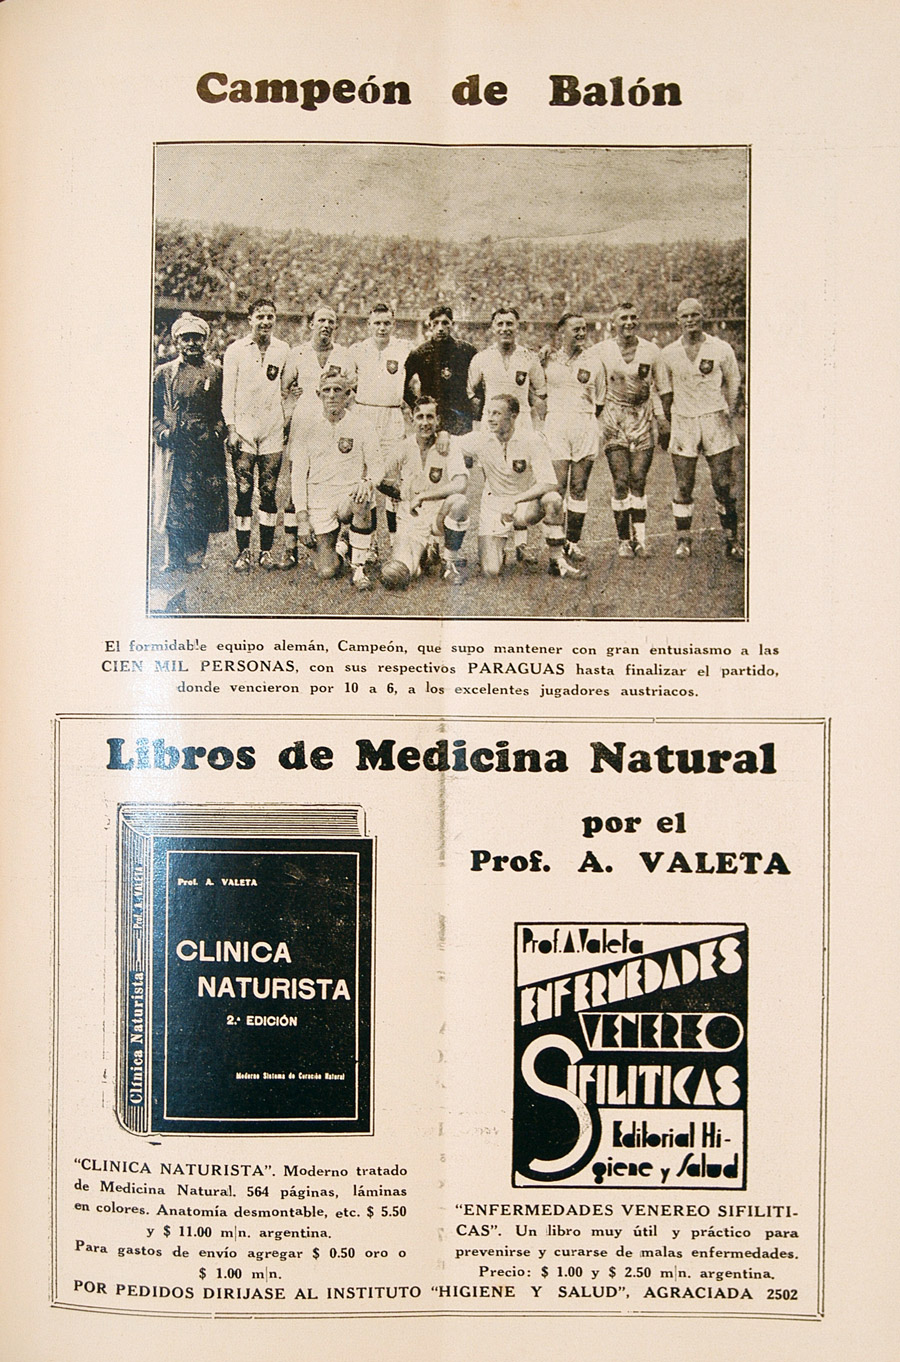 Campeón de Balón
El formidable equipo alemán, Campeón, que supo mantener con gran entusiasmo a las
CIEN MIL PERSONAS, con sus respectivos PARAGUAS hasta finalizar el partido,
donde vencieron por 10 a 6, a los excelentes jugadores austriacos.
Libros de Medicina Natural
por el
Prof. A. VALETA
Clínica Naturista — Prof. A. VALETA
Prof. A. VALETA
CLINICA
NATURISTA
2.ª EDICIÓN
Moderno Sistema de Curación Natural
Prof. A. Valeta
ENFERMEDADES
VENEREO
SIFILITICAS
Editorial Hi-
giene y Salud
"CLINICA NATURISTA". Moderno tratado
de Medicina Natural. 564 páginas, láminas
en colores. Anatomía desmontable, etc. $ 5.50
y $ 11.00 m|n. argentina.
Para gastos de envío agregar $ 0.50 oro o
$ 1.00 m|n.
"ENFERMEDADES VENEREO SIFILITI-
CAS". Un libro muy útil y práctico para
prevenirse y curarse de malas enfermedades.
Precio: $ 1.00 y $ 2.50 m|n. argentina.
POR PEDIDOS DIRIJASE AL INSTITUTO "HIGIENE Y SALUD", AGRACIADA 2502